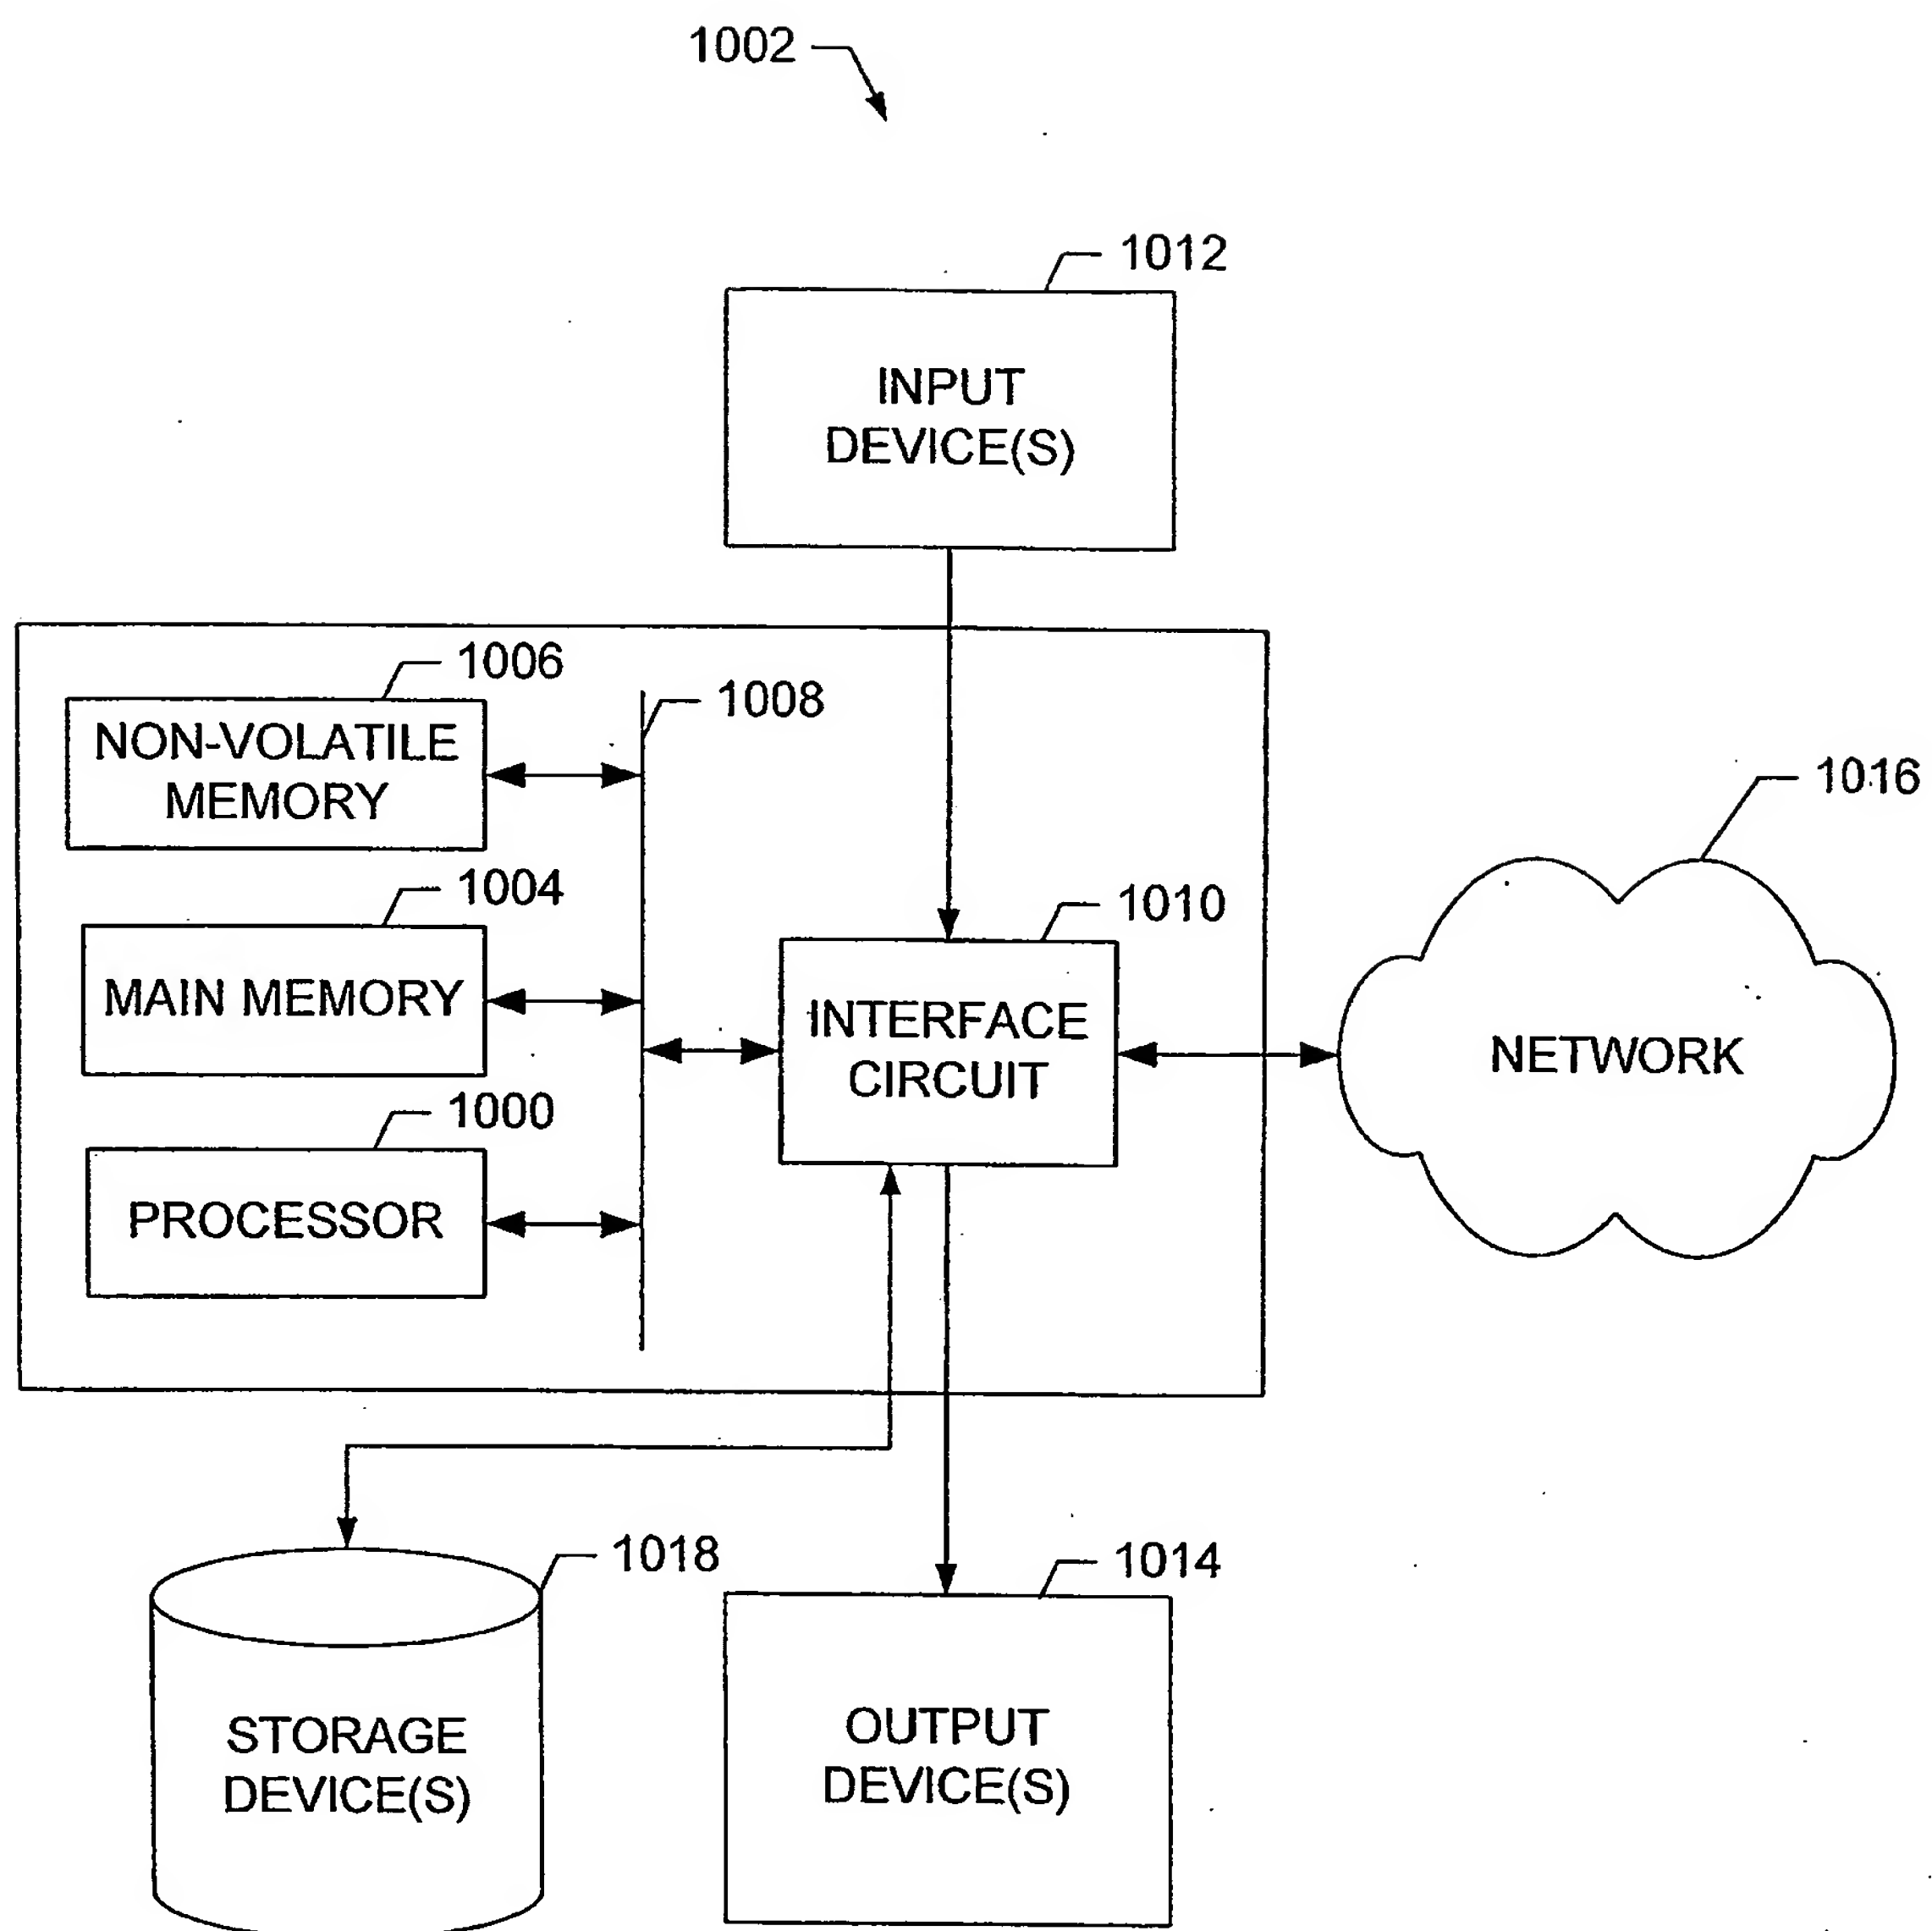 1002
1012
INPUT
DEVICE(S)
1006
1008
NON-VOLATILE
MEMORY
1016
1004
1010
MAIN MEMORY
INTERFACE
CIRCUIT
NETWORK
1000
PROCESSOR
1018
1014
STORAGE
DEVICE(S)
OUTPUT
DEVICE(S)